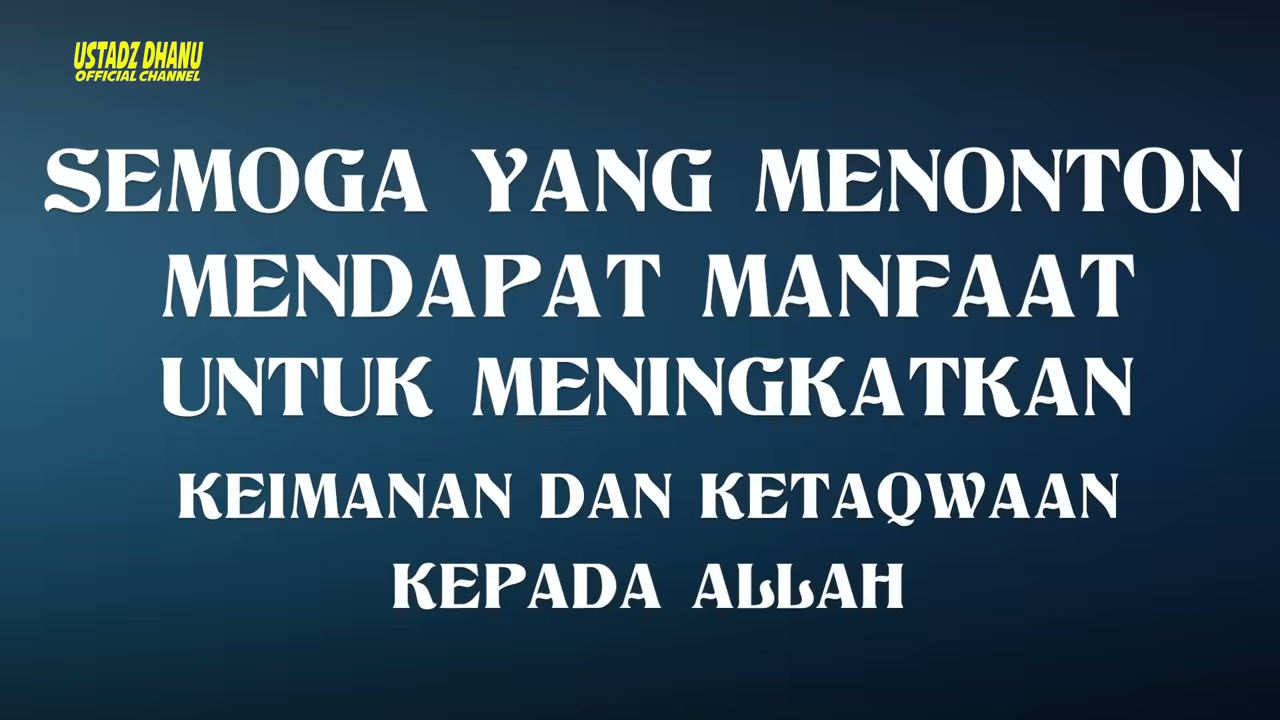 USTADZ DHANU
OFFICIAL CHANNEL
SEMOGA YANG MENONTON
MENDAPAT MANFAAT
UNTUK MENINGKATKAN
KEIMANAN DAN KETAQWAAN
KEPADA ALLAH